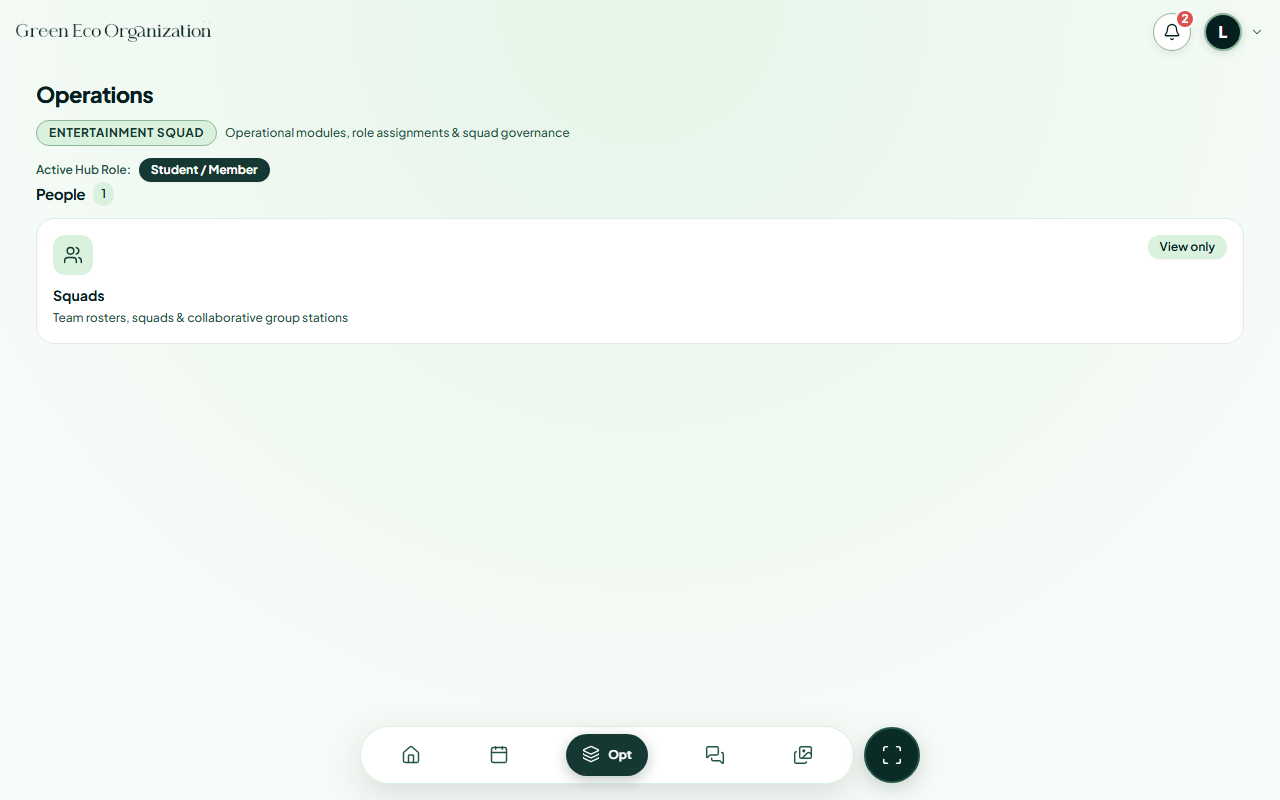 Green Eco Organization
2
L
Operations
ENTERTAINMENT SQUAD
Operational modules, role assignments & squad governance
Active Hub Role:
Student / Member
People 1
View only
Squads
Team rosters, squads & collaborative group stations
Opt